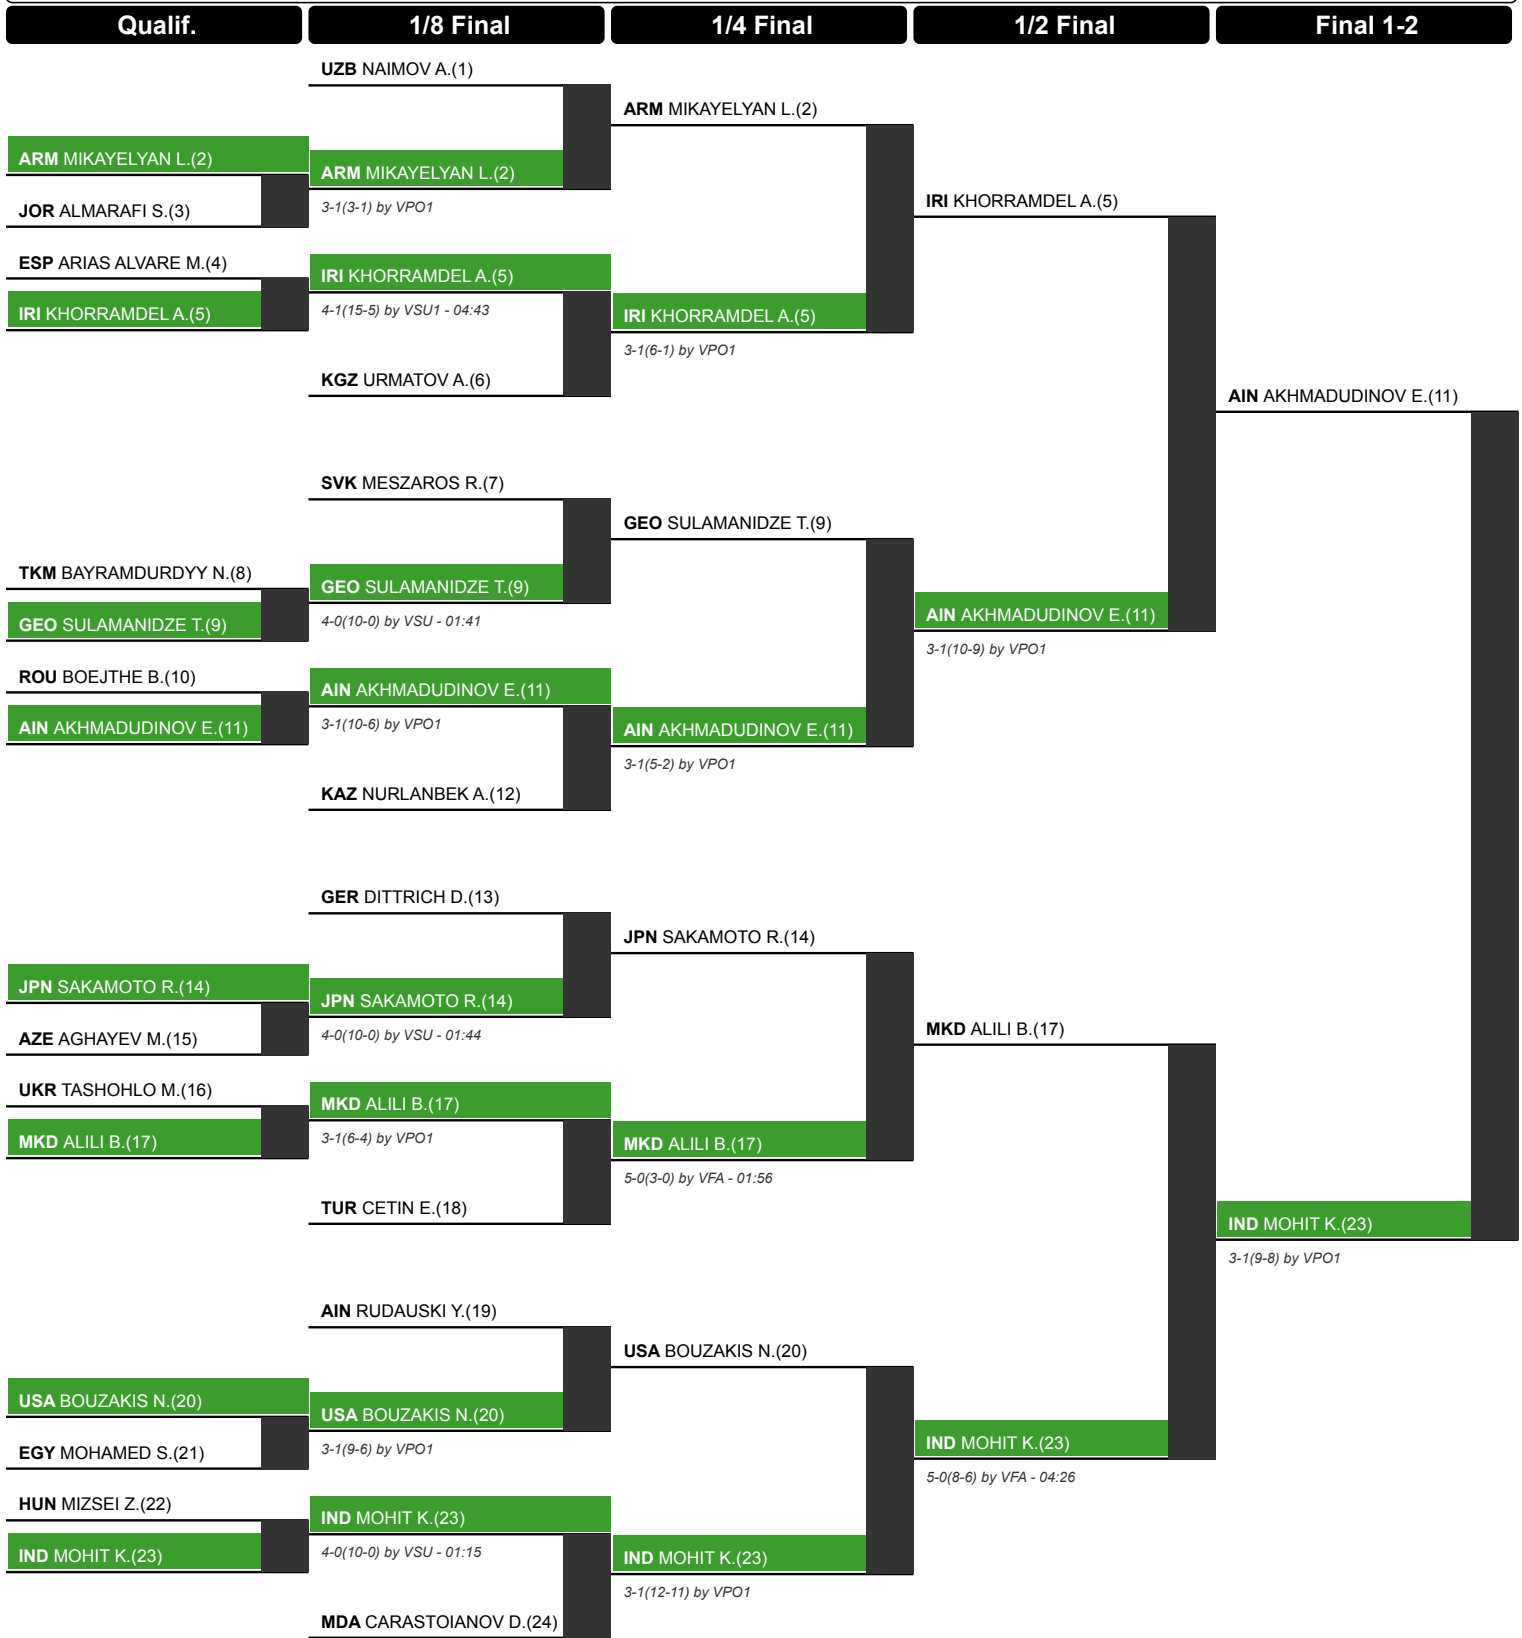 Qualif.
1/8 Final
1/4 Final
1/2 Final
Final 1-2
ARM MIKAYELYAN L.(2)
JOR ALMARAFI S.(3)
ESP ARIAS ALVARE M.(4)
IRI KHORRAMDEL A.(5)
TKM BAYRAMDURDYY N.(8)
GEO SULAMANIDZE T.(9)
ROU BOEJTHE B.(10)
AIN AKHMADUDINOV E.(11)
JPN SAKAMOTO R.(14)
AZE AGHAYEV M.(15)
UKR TASHOHLO M.(16)
MKD ALILI B.(17)
USA BOUZAKIS N.(20)
EGY MOHAMED S.(21)
HUN MIZSEI Z.(22)
IND MOHIT K.(23)
UZB NAIMOV A.(1)
ARM MIKAYELYAN L.(2)
3-1(3-1) by VPO1
IRI KHORRAMDEL A.(5)
4-1(15-5) by VSU1 - 04:43
KGZ URMATOV A.(6)
SVK MESZAROS R.(7)
GEO SULAMANIDZE T.(9)
4-0(10-0) by VSU - 01:41
AIN AKHMADUDINOV E.(11)
3-1(10-6) by VPO1
KAZ NURLANBEK A.(12)
GER DITTRICH D.(13)
JPN SAKAMOTO R.(14)
4-0(10-0) by VSU - 01:44
MKD ALILI B.(17)
3-1(6-4) by VPO1
TUR CETIN E.(18)
AIN RUDAUSKI Y.(19)
USA BOUZAKIS N.(20)
3-1(9-6) by VPO1
IND MOHIT K.(23)
4-0(10-0) by VSU - 01:15
MDA CARASTOIANOV D.(24)
ARM MIKAYELYAN L.(2)
IRI KHORRAMDEL A.(5)
3-1(6-1) by VPO1
GEO SULAMANIDZE T.(9)
AIN AKHMADUDINOV E.(11)
3-1(5-2) by VPO1
JPN SAKAMOTO R.(14)
MKD ALILI B.(17)
5-0(3-0) by VFA - 01:56
USA BOUZAKIS N.(20)
IND MOHIT K.(23)
3-1(12-11) by VPO1
IRI KHORRAMDEL A.(5)
AIN AKHMADUDINOV E.(11)
3-1(10-9) by VPO1
MKD ALILI B.(17)
IND MOHIT K.(23)
5-0(8-6) by VFA - 04:26
AIN AKHMADUDINOV E.(11)
IND MOHIT K.(23)
3-1(9-8) by VPO1